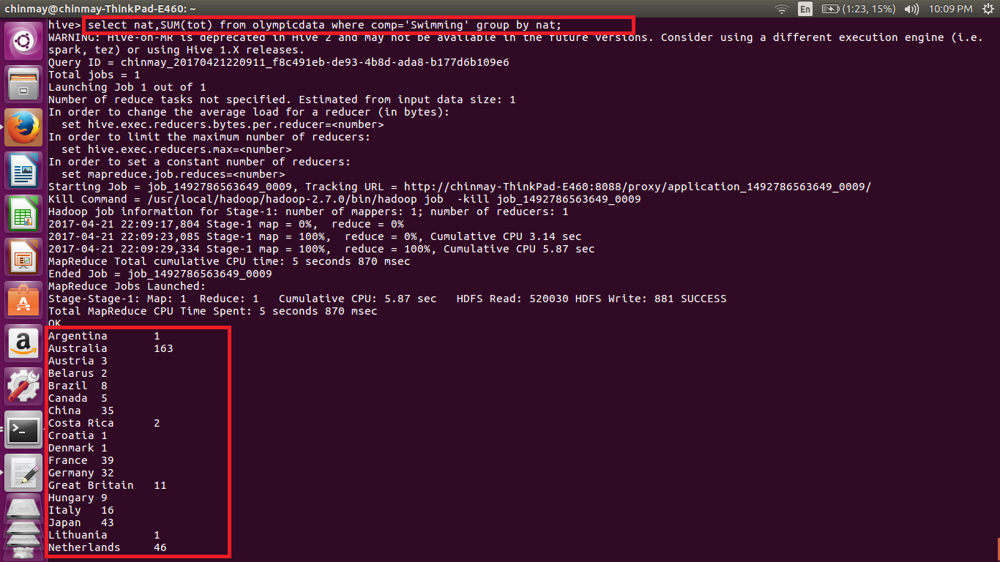 chinmay@chinmay-ThinkPad-E460: ~ En (1:23, 15%) 10:09 PM
hive> select nat,SUM(tot) from olympicdata where comp='Swimming' group by nat;
WARNING: Hive-on-MR is deprecated in Hive 2 and may not be available in the future versions. Consider using a different execution engine (i.e.
spark, tez) or using Hive 1.X releases.
Query ID = chinmay_20170421220911_f8c491eb-de93-4b8d-ada8-b177d6b109e6
Total jobs = 1
Launching Job 1 out of 1
Number of reduce tasks not specified. Estimated from input data size: 1
In order to change the average load for a reducer (in bytes):
  set hive.exec.reducers.bytes.per.reducer=<number>
In order to limit the maximum number of reducers:
  set hive.exec.reducers.max=<number>
In order to set a constant number of reducers:
  set mapreduce.job.reduces=<number>
Starting Job = job_1492786563649_0009, Tracking URL = http://chinmay-ThinkPad-E460:8088/proxy/application_1492786563649_0009/
Kill Command = /usr/local/hadoop/hadoop-2.7.0/bin/hadoop job  -kill job_1492786563649_0009
Hadoop job information for Stage-1: number of mappers: 1; number of reducers: 1
2017-04-21 22:09:17,804 Stage-1 map = 0%,  reduce = 0%
2017-04-21 22:09:23,085 Stage-1 map = 100%,  reduce = 0%, Cumulative CPU 3.14 sec
2017-04-21 22:09:29,334 Stage-1 map = 100%,  reduce = 100%, Cumulative CPU 5.87 sec
MapReduce Total cumulative CPU time: 5 seconds 870 msec
Ended Job = job_1492786563649_0009
MapReduce Jobs Launched:
Stage-Stage-1: Map: 1  Reduce: 1   Cumulative CPU: 5.87 sec   HDFS Read: 520030 HDFS Write: 881 SUCCESS
Total MapReduce CPU Time Spent: 5 seconds 870 msec
OK
Argentina	1
Australia	163
Austria	3
Belarus	2
Brazil	8
Canada	5
China	35
Costa Rica	2
Croatia	1
Denmark	1
France	39
Germany	32
Great Britain	11
Hungary	9
Italy	16
Japan	43
Lithuania	1
Netherlands	46